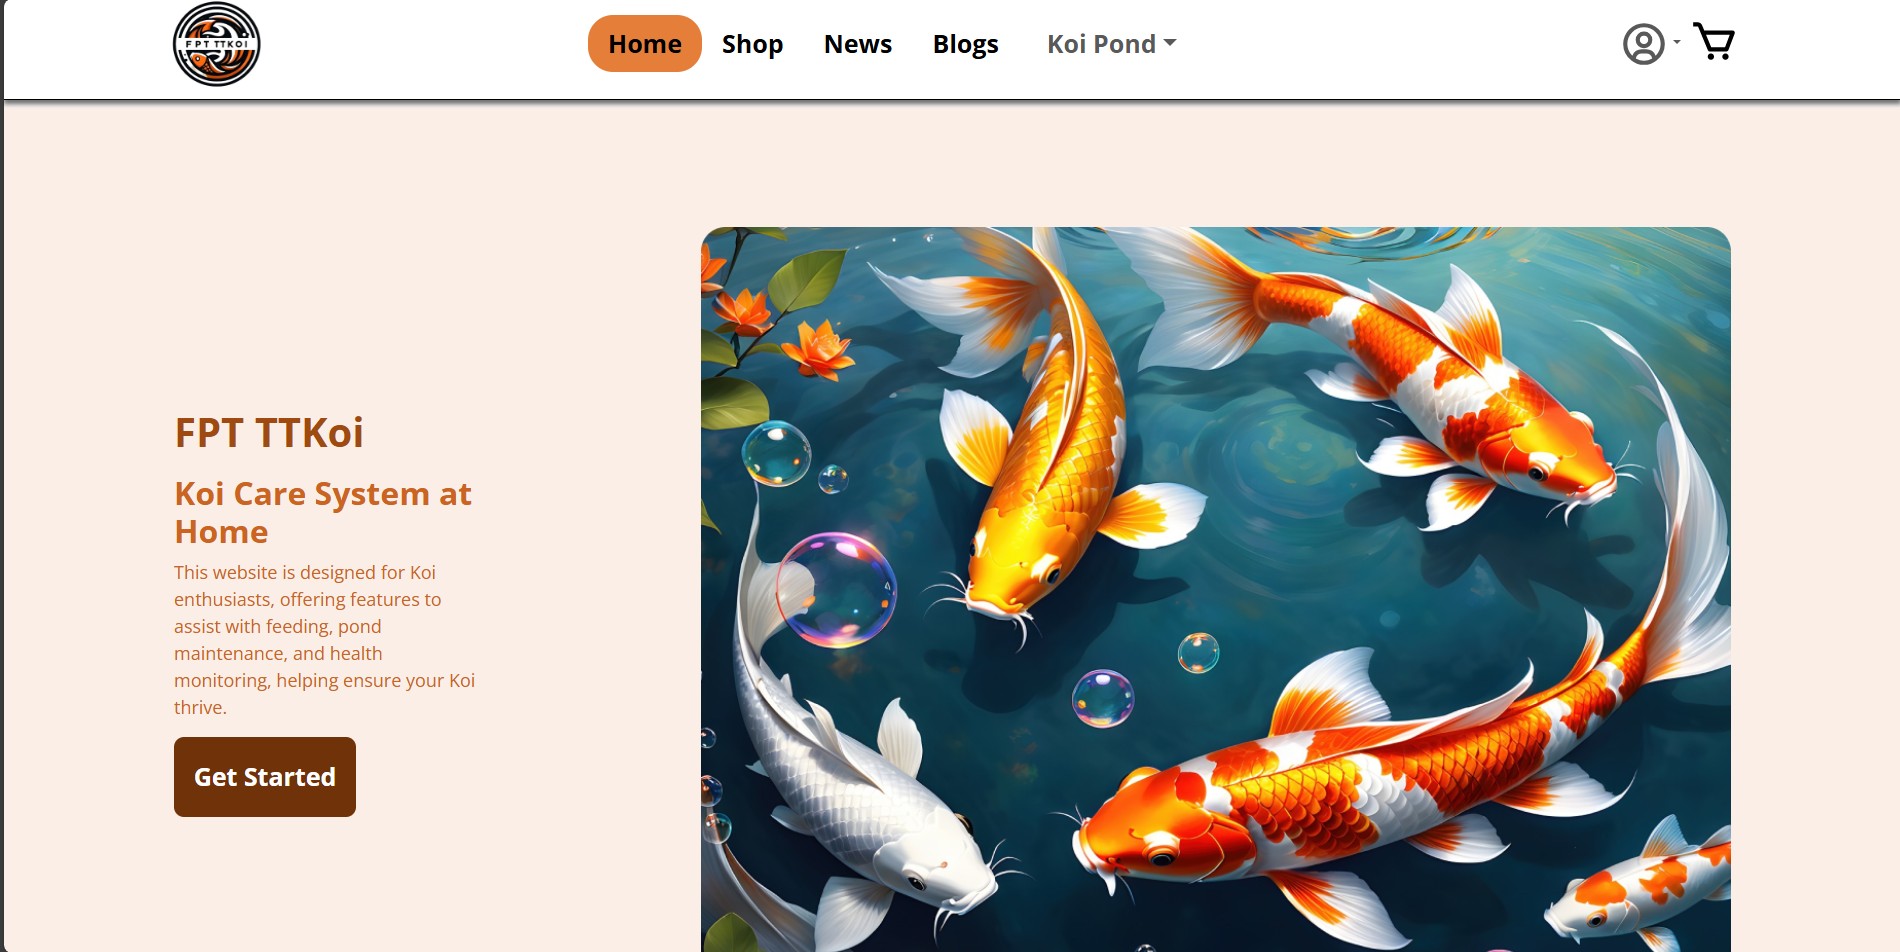 FPT TTKOI
Home Shop News Blogs Koi Pond
FPT TTKoi
Koi Care System at
Home
This website is designed for Koi
enthusiasts, offering features to
assist with feeding, pond
maintenance, and health
monitoring, helping ensure your Koi
thrive.
Get Started